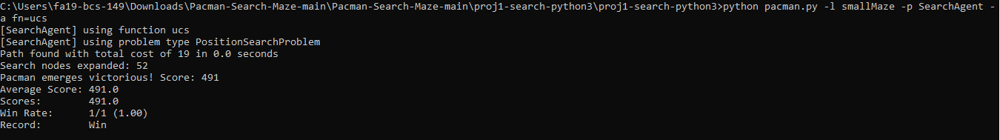 C:\Users\fa19-bcs-149\Downloads\Pacman-Search-Maze-main\Pacman-Search-Maze-main\proj1-search-python3\proj1-search-python3>python pacman.py -l smallMaze -p SearchAgent -
a fn=ucs
[SearchAgent] using function ucs
[SearchAgent] using problem type PositionSearchProblem
Path found with total cost of 19 in 0.0 seconds
Search nodes expanded: 52
Pacman emerges victorious! Score: 491
Average Score: 491.0
Scores:        491.0
Win Rate:      1/1 (1.00)
Record:        Win